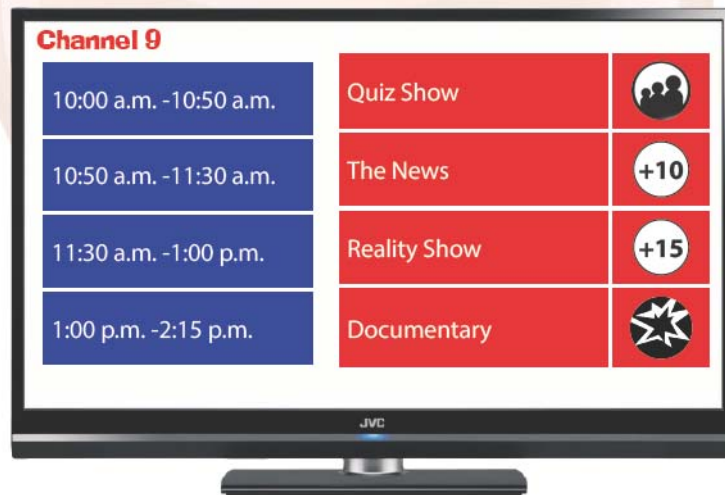 Channel 9
10:00 a.m. -10:50 a.m. Quiz Show
10:50 a.m. -11:30 a.m. The News +10
11:30 a.m. -1:00 p.m. Reality Show +15
1:00 p.m. -2:15 p.m. Documentary
JVC